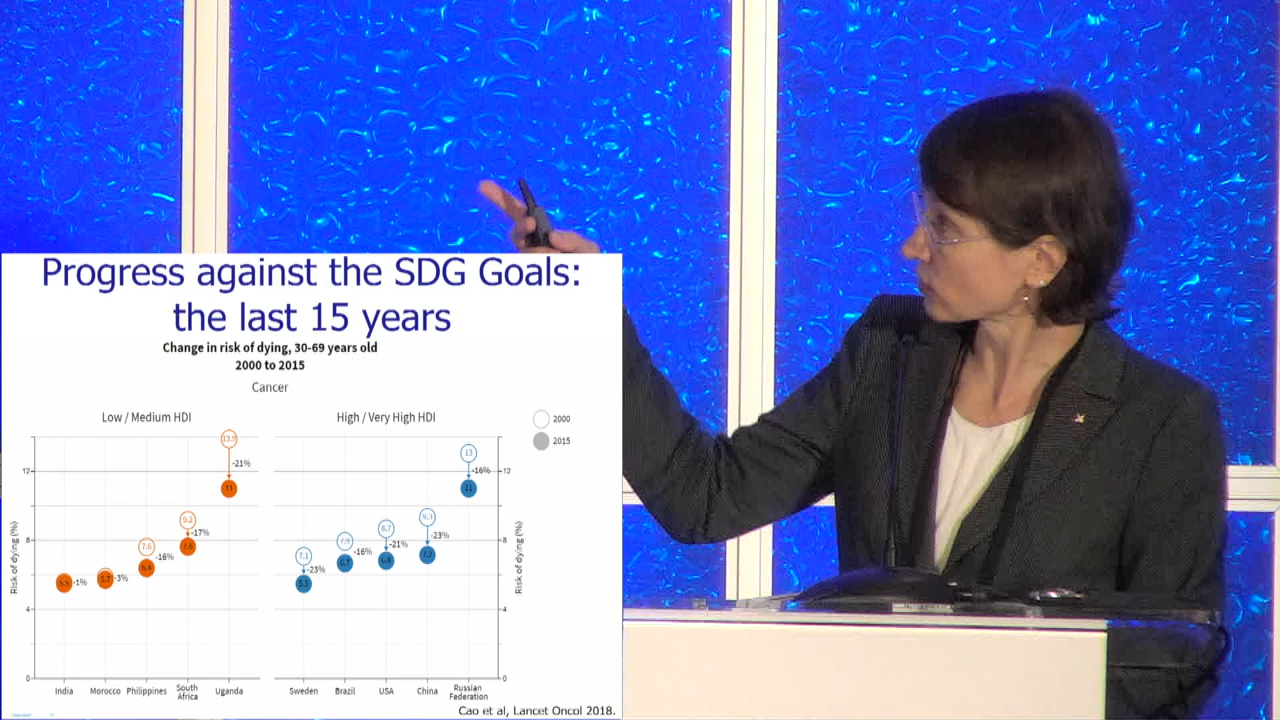 Progress against the SDG Goals:
the last 15 years
Change in risk of dying, 30-69 years old
2000 to 2015
Cancer
Low / Medium HDI
High / Very High HDI
2000
2015
13.9
-21%
11
9.2
-17%
7.6
7.6
-16%
6.4
5.7
-3%
5.5
-1%
13
-16%
11
9.3
-23%
7.2
8.7
-21%
6.8
7.9
-16%
6.7
7.1
-23%
5.5
12
8
4
0
12
8
4
0
Risk of dying (%)
Risk of dying (%)
India
Morocco
Philippines
South
Africa
Uganda
Sweden
Brazil
USA
China
Russian
Federation
Cao et al, Lancet Oncol 2018.